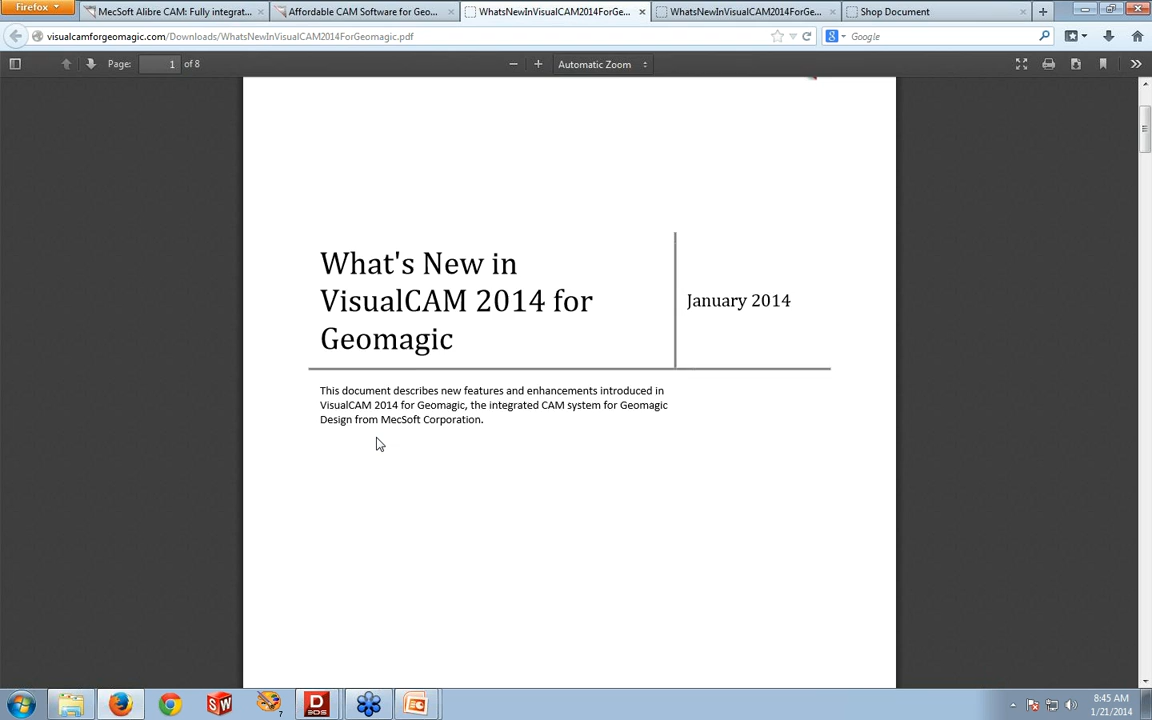 Firefox
MecSoft Alibre CAM: Fully integrat...
Affordable CAM Software for Geo...
WhatsNewInVisualCAM2014ForGe...
WhatsNewInVisualCAM2014ForGe...
Shop Document
visualcamforgeomagic.com/Downloads/WhatsNewInVisualCAM2014ForGeomagic.pdf
Google
Page: 1 of 8
Automatic Zoom
What's New in
VisualCAM 2014 for
Geomagic
January 2014
This document describes new features and enhancements introduced in
VisualCAM 2014 for Geomagic, the integrated CAM system for Geomagic
Design from MecSoft Corporation.
8:45 AM
1/21/2014